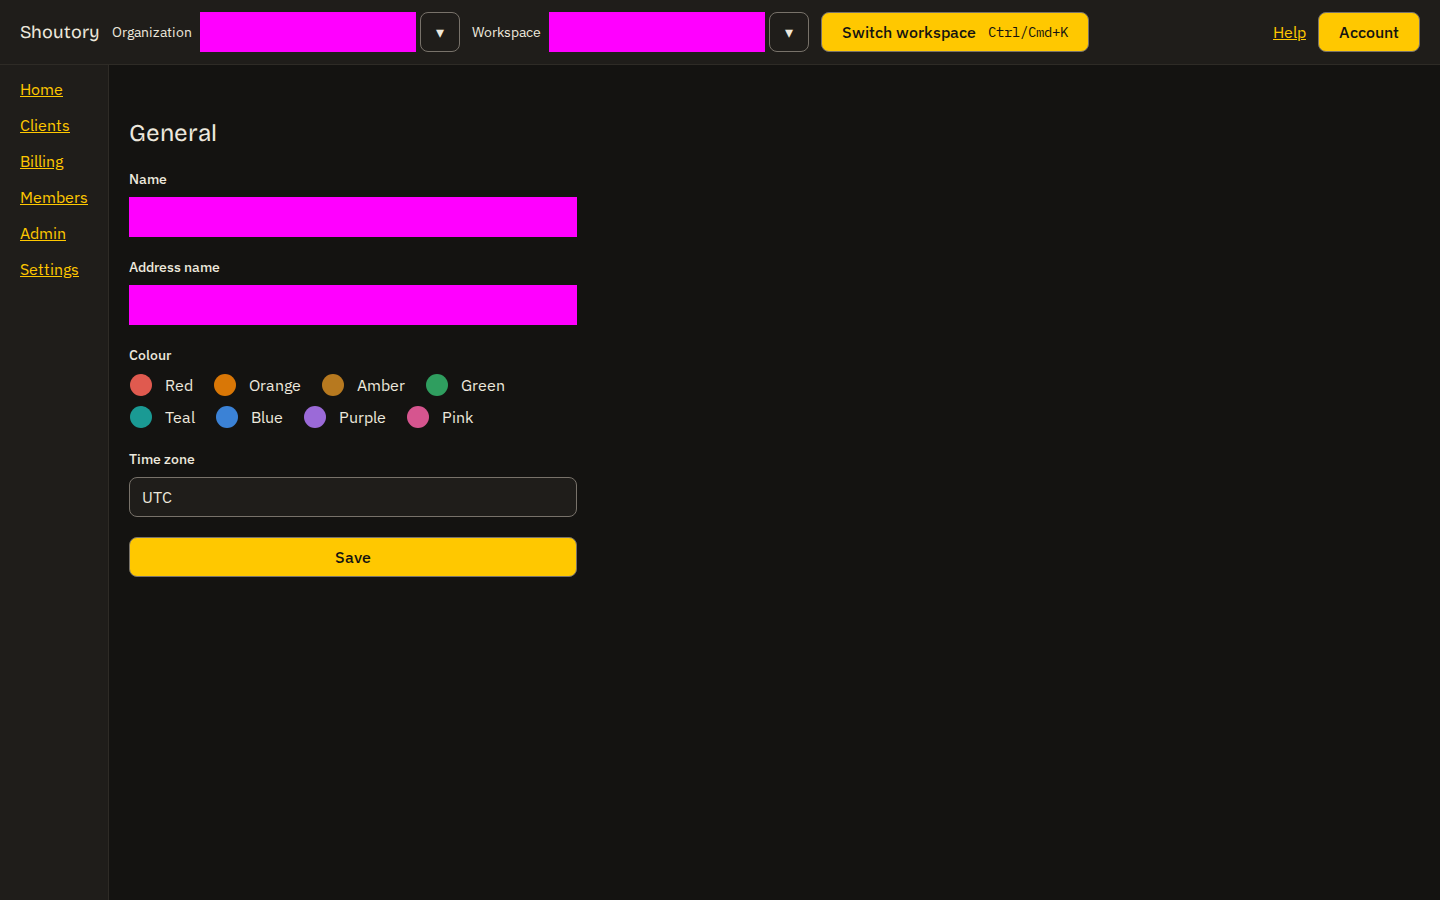 Shoutory Organization ▼ Workspace ▼ Switch workspace Ctrl/Cmd+K Help Account
Home
Clients
Billing
Members
Admin
Settings
General
Name
Address name
Colour
Red Orange Amber Green
Teal Blue Purple Pink
Time zone
UTC
Save